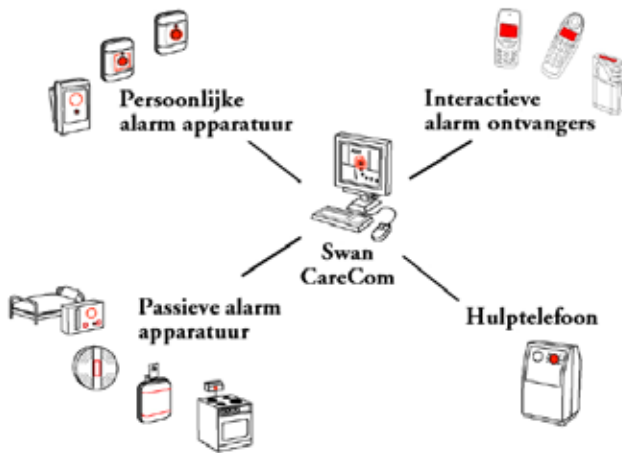 Persoonlijke
alarm apparatuur
Interactieve
alarm ontvangers
Swan
CareCom
Passieve alarm
apparatuur
Hulptelefoon